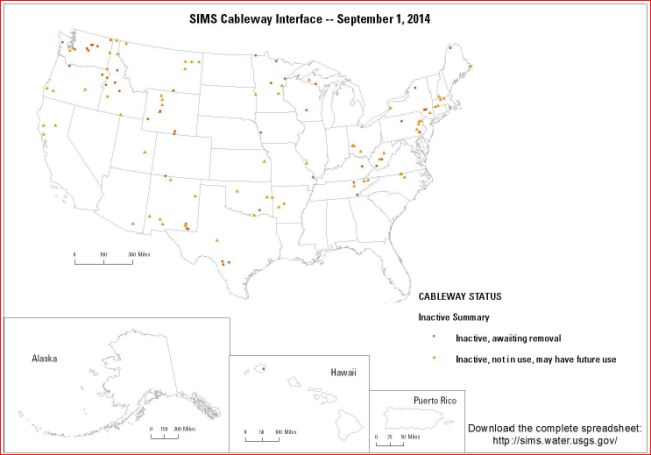 SIMS Cableway Interface -- September 1, 2014
0 100 200 Miles
CABLEWAY STATUS
Inactive Summary
Inactive, awaiting removal
Inactive, not in use, may have future use
Alaska
0 150 300 Miles
Hawaii
0 50 100 Miles
Puerto Rico
0 25 50 Miles
Download the complete spreadsheet:
http://sims.water.usgs.gov/